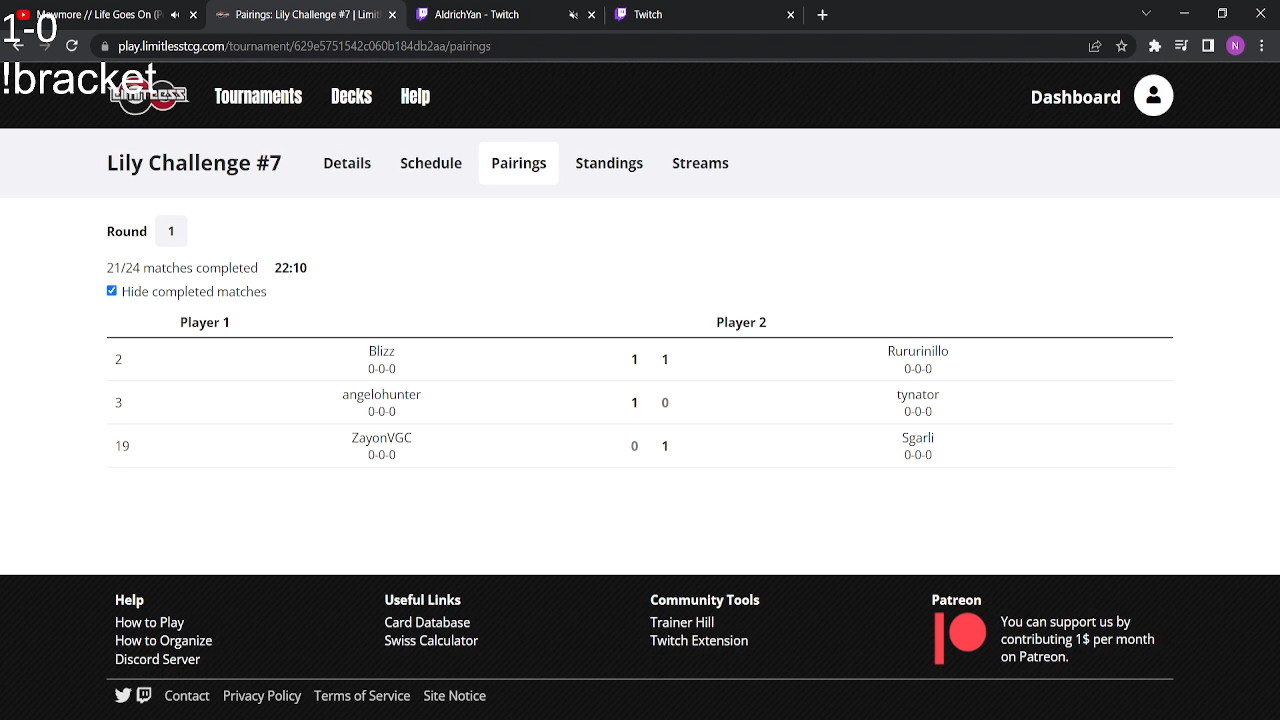 Mewmore // Life Goes On (P
Pairings: Lily Challenge #7 | Limitl
AldrichYan - Twitch
Twitch
1-0
play.limitlesstcg.com/tournament/629e5751542c060b184db2aa/pairings
N
!bracket
LIMITLESS
Tournaments
Decks
Help
Dashboard
Lily Challenge #7
Details
Schedule
Pairings
Standings
Streams
Round 1
21/24 matches completed 22:10
Hide completed matches
Player 1 Player 2
2 Blizz 1 1 Rururinillo
0-0-0 0-0-0
3 angelohunter 1 0 tynator
0-0-0 0-0-0
19 ZayonVGC 0 1 Sgarli
0-0-0 0-0-0
Help
How to Play
How to Organize
Discord Server
Useful Links
Card Database
Swiss Calculator
Community Tools
Trainer Hill
Twitch Extension
Patreon
You can support us by
contributing 1$ per month
on Patreon.
Contact Privacy Policy Terms of Service Site Notice